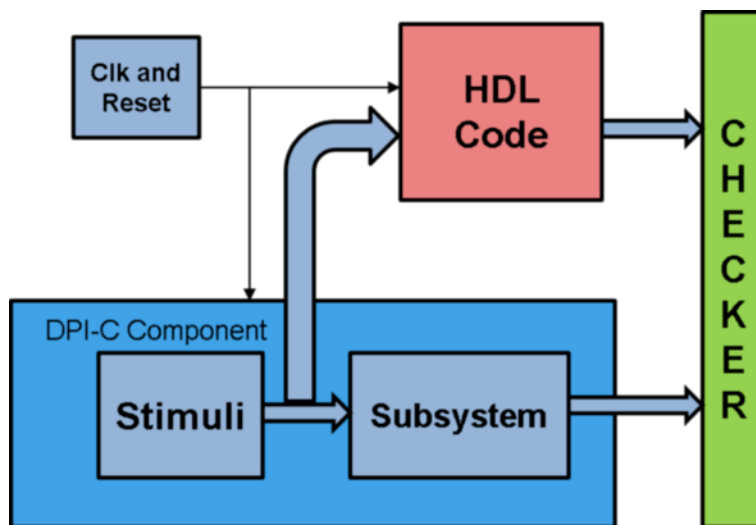 Clk and
Reset
HDL
Code
C
H
E
C
K
E
R
DPI-C Component
Stimuli
Subsystem